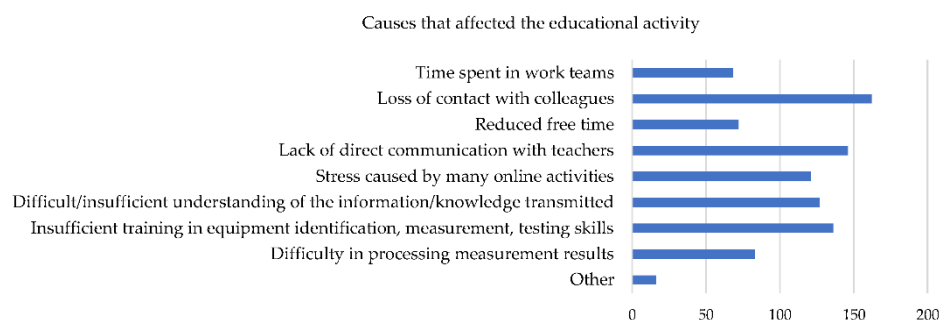 Causes that affected the educational activity
Time spent in work teams
Loss of contact with colleagues
Reduced free time
Lack of direct communication with teachers
Stress caused by many online activities
Difficult/insufficient understanding of the information/knowledge transmitted
Insufficient training in equipment identification, measurement, testing skills
Difficulty in processing measurement results
Other
0 50 100 150 200